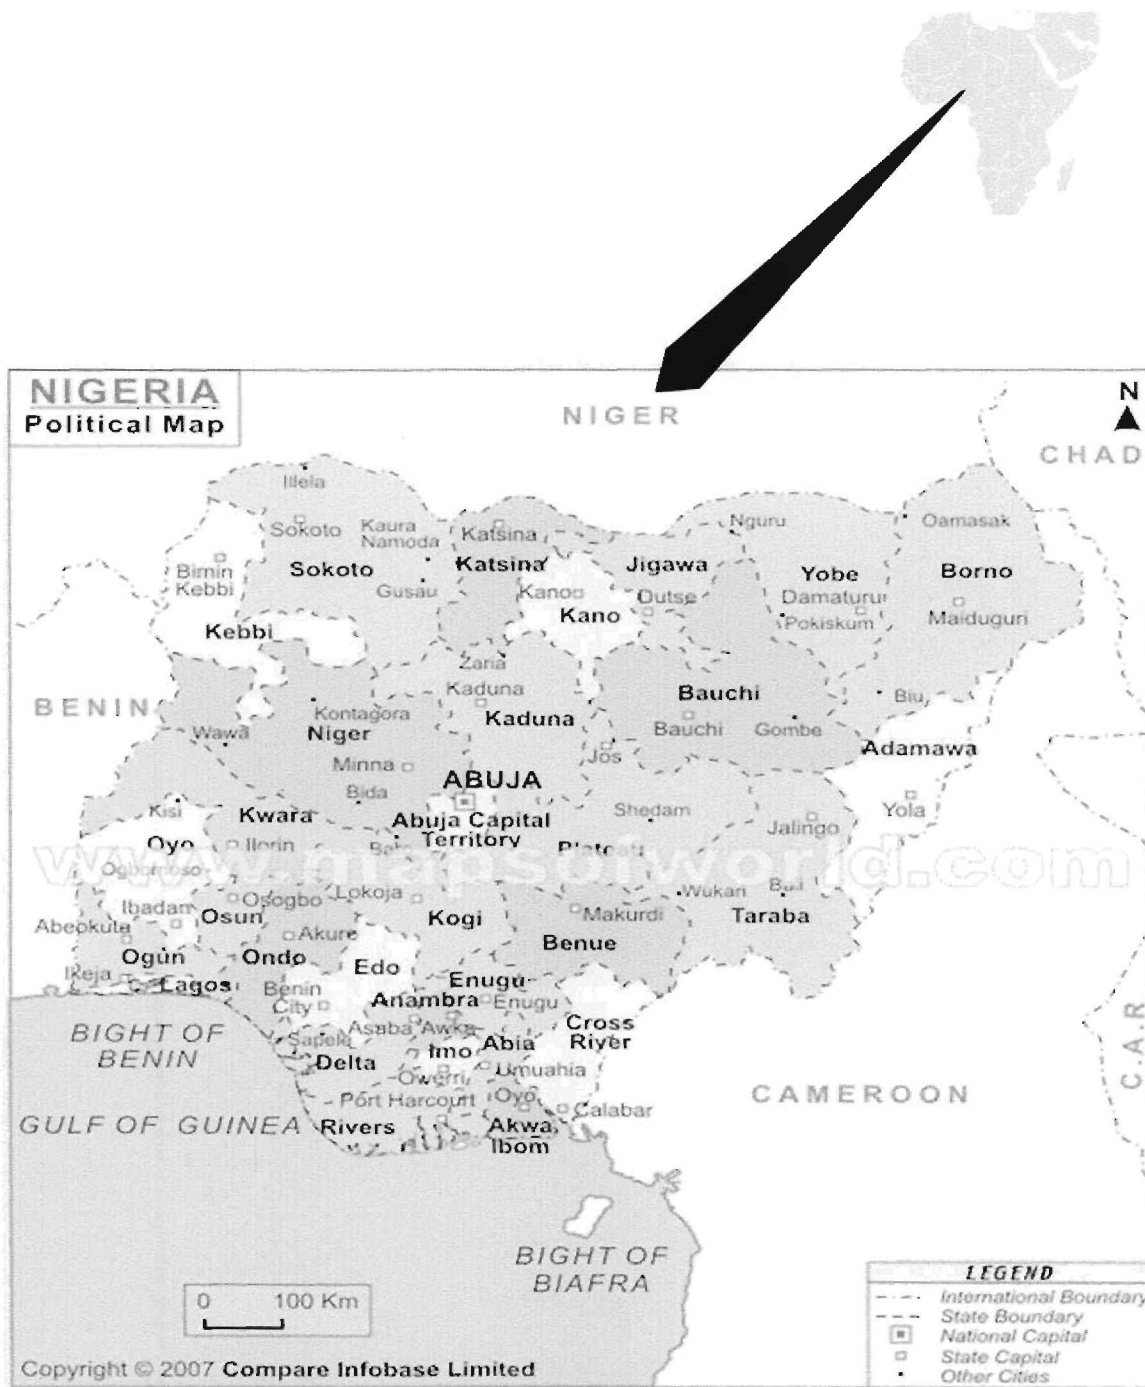 NIGERIA
Political Map
NIGER
N
CHAD
Illela
Sokoto
Kaura
Namoda
Katsina
Nguru
Damasak
Birnin
Kebbi
Sokoto
Gusau
Katsina
Jigawa
Yobe
Borno
Kano
Kano
Dutse
Damaturu
Pokiskum
Maiduguri
Kebbi
Zaria
Kaduna
BENIN
Kontagora
Kaduna
Bauchi
Biu
Wawa
Niger
Bauchi
Gombe
Adamawa
Minna
ABUJA
Jos
Bida
Kisi
Kwara
Abuja Capital
Territory
Shedam
Jalingo
Yola
Oyo
Ilorin
Plateau
www.mapsofworld.com
Ogbomoso
Ibadan
Osogbo
Lokoja
Wukari
Abeokuta
Osun
Akure
Kogi
Makurdi
Taraba
Benue
Ogun
Ondo
Edo
Ikeja
Lagos
Benin
City
Enugu
Anambra
Enugu
BIGHT OF
BENIN
Asaba
Awka
Cross
River
Sapele
Delta
Imo
Abia
Owerri
Umuahia
C.A.R
Port Harcourt
Oyo
Calabar
CAMEROON
GULF OF GUINEA
Rivers
Akwa
Ibom
BIGHT OF
BIAFRA
0 100 Km
LEGEND
International Boundary
State Boundary
National Capital
State Capital
Other Cities
Copyright © 2007 Compare Infobase Limited